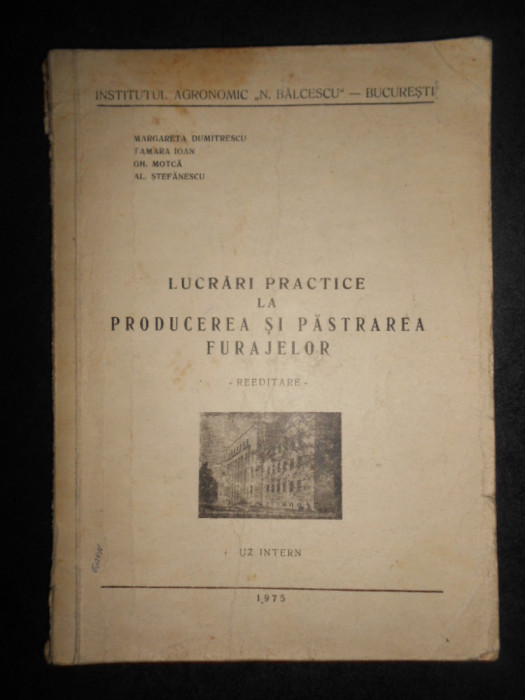 INSTITUTUL AGRONOMIC „N. BĂLCESCU" — BUCUREȘTI
MARGARETA DUMITRESCU
TAMARA IOAN
GH. MOTCĂ
AL. ȘTEFĂNESCU
LUCRĂRI PRACTICE
LA
PRODUCEREA ȘI PĂSTRAREA
FURAJELOR
- REEDITARE -
UZ INTERN
1975